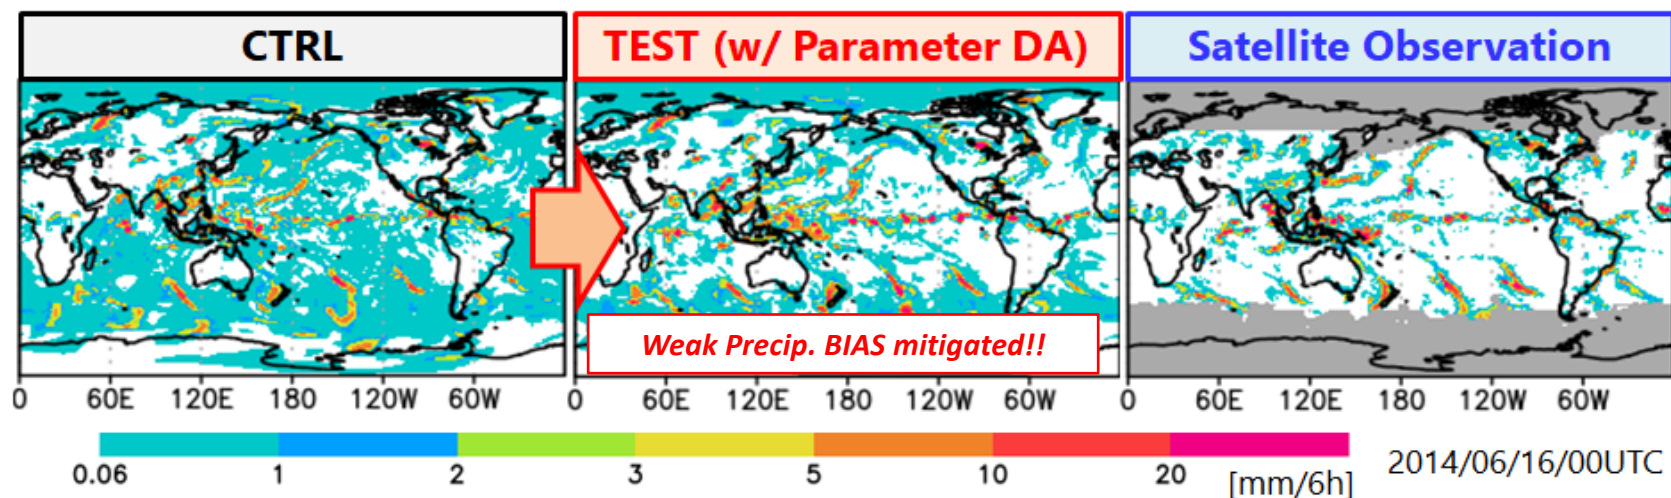 CTRL
TEST (w/ Parameter DA)
Satellite Observation
Weak Precip. BIAS mitigated!!
0 60E 120E 180 120W 60W
0 60E 120E 180 120W 60W
0 60E 120E 180 120W 60W
0.06 1 2 3 5 10 20 [mm/6h]
2014/06/16/00UTC